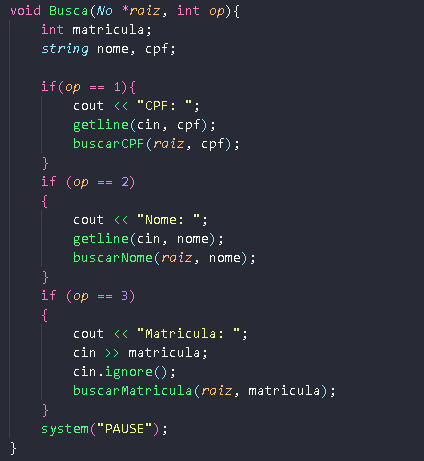 void Busca(No *raiz, int op){
    int matricula;
    string nome, cpf;

    if(op == 1){
        cout << "CPF: ";
        getline(cin, cpf);
        buscarCPF(raiz, cpf);
    }
    if (op == 2)
    {
        cout << "Nome: ";
        getline(cin, nome);
        buscarNome(raiz, nome);
    }
    if (op == 3)
    {
        cout << "Matricula: ";
        cin >> matricula;
        cin.ignore();
        buscarMatricula(raiz, matricula);
    }
    system("PAUSE");
}